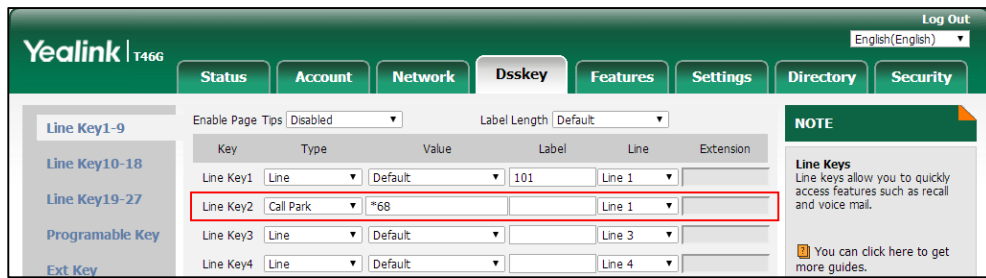 Log Out
Yealink | T46G
English(English)
Status Account Network Dsskey Features Settings Directory Security
Line Key1-9
Line Key10-18
Line Key19-27
Programable Key
Ext Key
Enable Page Tips Disabled Label Length Default
Key Type Value Label Line Extension
Line Key1 Line Default 101 Line 1
Line Key2 Call Park *68 Line 1
Line Key3 Line Default Line 3
Line Key4 Line Default Line 4
NOTE
Line Keys
Line keys allow you to quickly
access features such as recall
and voice mail.
You can click here to get
more guides.